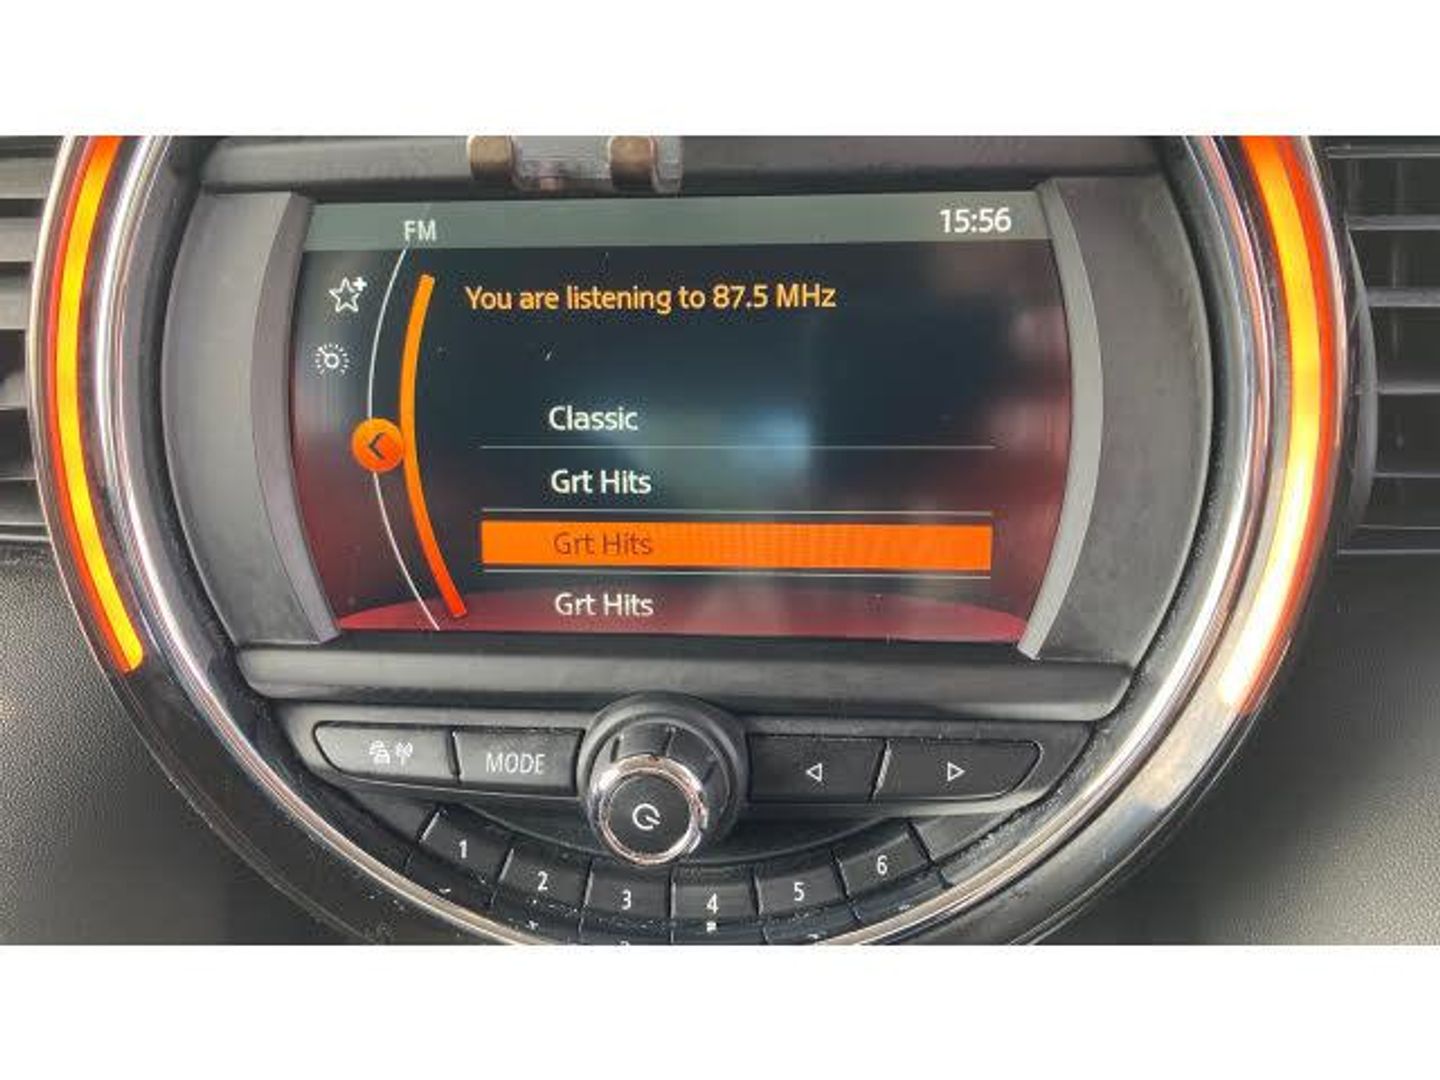 FM 15:56
You are listening to 87.5 MHz
Classic
Grt Hits
Grt Hits
Grt Hits
MODE
1 2 3 4 5 6